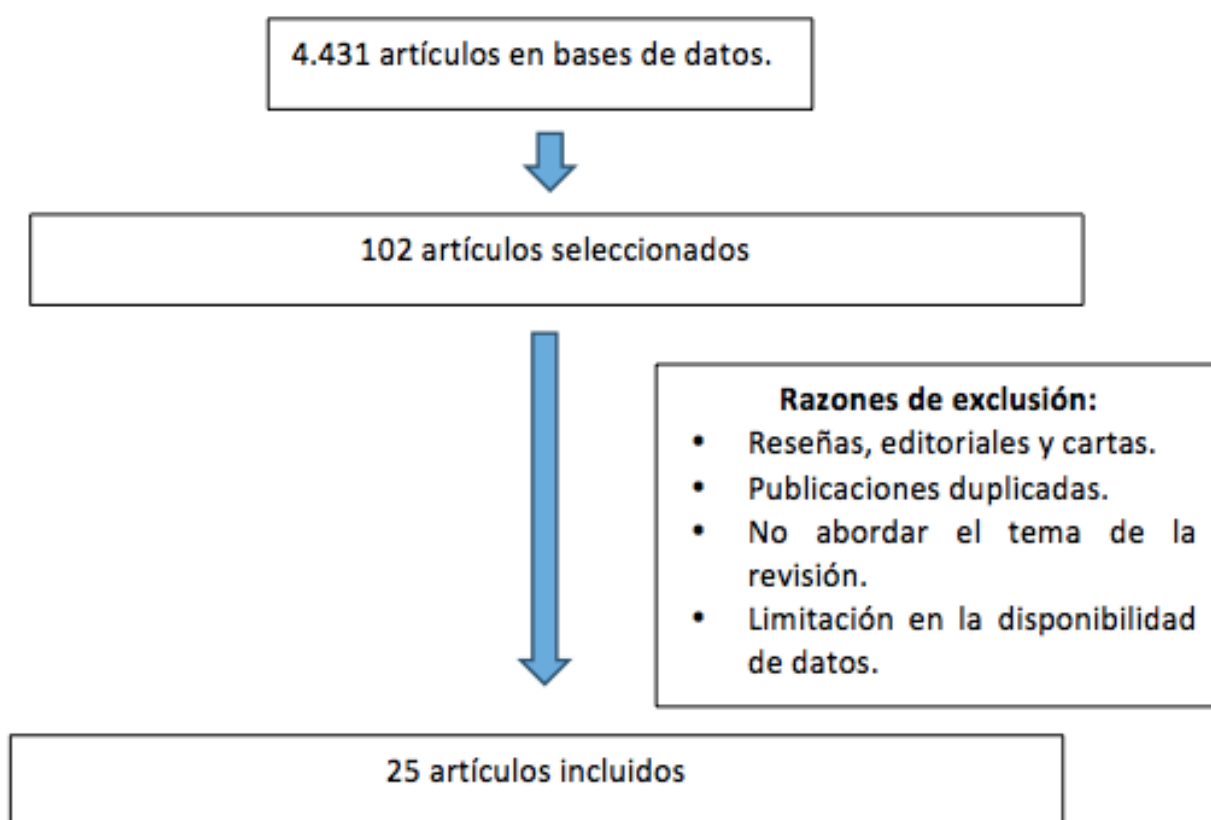 4.431 artículos en bases de datos.
102 artículos seleccionados
Razones de exclusión:
• Reseñas, editoriales y cartas.
• Publicaciones duplicadas.
• No abordar el tema de la
revisión.
• Limitación en la disponibilidad
de datos.
25 artículos incluidos